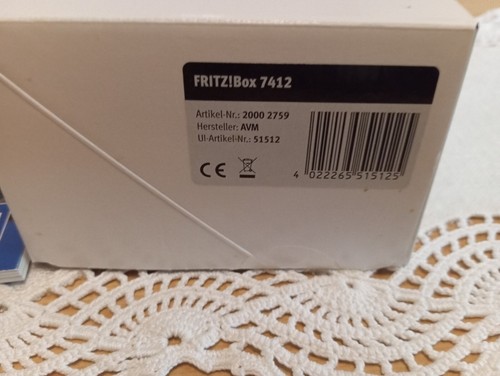 FRITZ!Box 7412
Artikel-Nr.: 2000 2759
Hersteller: AVM
UI-Artikel-Nr.: 51512
CE
4 022265 515125